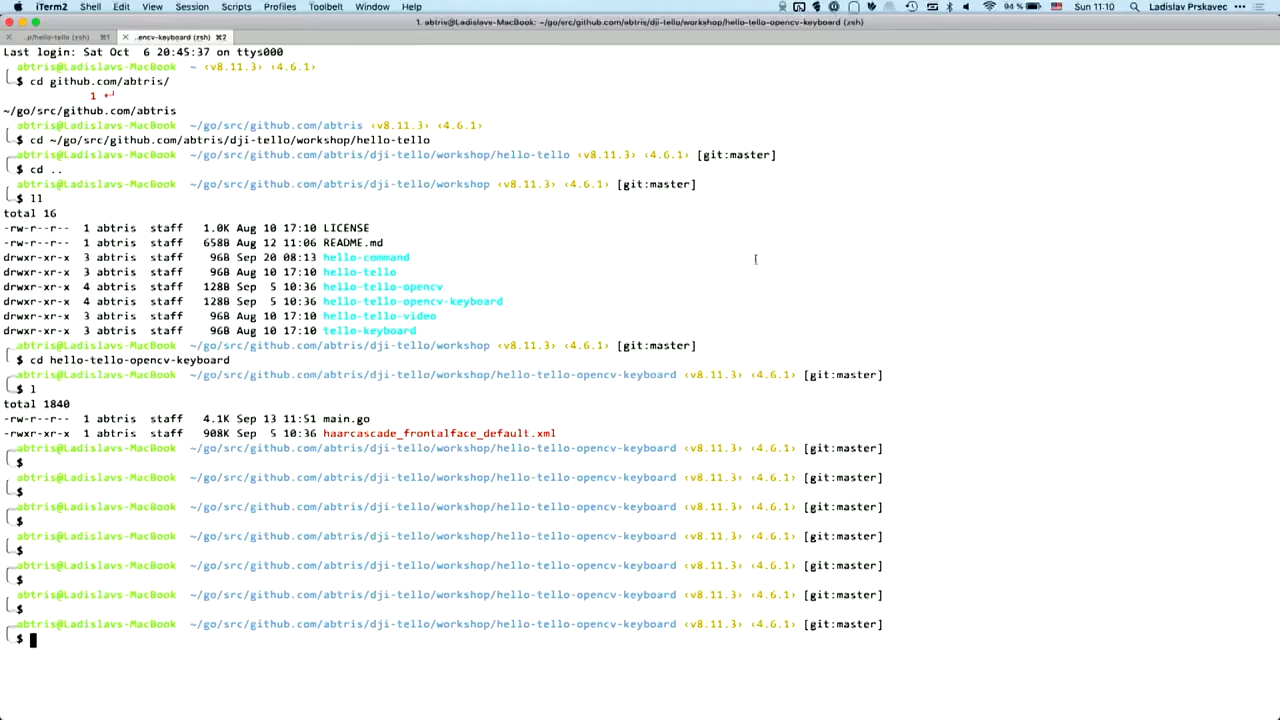 iTerm2 Shell Edit View Session Scripts Profiles Toolbelt Window Help 94 % Sun 11:10 Ladislav Prskavec
1. abtris@Ladislavs-MacBook: ~/go/src/github.com/abtris/dji-tello/workshop/hello-tello-opencv-keyboard (zsh)
..p/hello-tello (zsh) ⌘1 ..encv-keyboard (zsh) ⌘2
Last login: Sat Oct  6 20:45:37 on ttys000
abtris@Ladislavs-MacBook ~ ‹v8.11.3› ‹4.6.1›
$ cd github.com/abtris/
1 ↵
~/go/src/github.com/abtris
abtris@Ladislavs-MacBook ~/go/src/github.com/abtris ‹v8.11.3› ‹4.6.1›
$ cd ~/go/src/github.com/abtris/dji-tello/workshop/hello-tello
abtris@Ladislavs-MacBook ~/go/src/github.com/abtris/dji-tello/workshop/hello-tello ‹v8.11.3› ‹4.6.1› [git:master]
$ cd ..
abtris@Ladislavs-MacBook ~/go/src/github.com/abtris/dji-tello/workshop ‹v8.11.3› ‹4.6.1› [git:master]
$ ll
total 16
-rw-r--r-- 1 abtris staff 1.0K Aug 10 17:10 LICENSE
-rw-r--r-- 1 abtris staff 658B Aug 12 11:06 README.md
drwxr-xr-x 3 abtris staff 96B Sep 20 08:13 hello-command
drwxr-xr-x 3 abtris staff 96B Aug 10 17:10 hello-tello
drwxr-xr-x 4 abtris staff 128B Sep 5 10:36 hello-tello-opencv
drwxr-xr-x 4 abtris staff 128B Sep 5 10:36 hello-tello-opencv-keyboard
drwxr-xr-x 3 abtris staff 96B Aug 10 17:10 hello-tello-video
drwxr-xr-x 3 abtris staff 96B Aug 10 17:10 tello-keyboard
abtris@Ladislavs-MacBook ~/go/src/github.com/abtris/dji-tello/workshop ‹v8.11.3› ‹4.6.1› [git:master]
$ cd hello-tello-opencv-keyboard
abtris@Ladislavs-MacBook ~/go/src/github.com/abtris/dji-tello/workshop/hello-tello-opencv-keyboard ‹v8.11.3› ‹4.6.1› [git:master]
$ l
total 1840
-rw-r--r-- 1 abtris staff 4.1K Sep 13 11:51 main.go
-rwxr-xr-x 1 abtris staff 908K Sep 5 10:36 haarcascade_frontalface_default.xml
abtris@Ladislavs-MacBook ~/go/src/github.com/abtris/dji-tello/workshop/hello-tello-opencv-keyboard ‹v8.11.3› ‹4.6.1› [git:master]
$
abtris@Ladislavs-MacBook ~/go/src/github.com/abtris/dji-tello/workshop/hello-tello-opencv-keyboard ‹v8.11.3› ‹4.6.1› [git:master]
$
abtris@Ladislavs-MacBook ~/go/src/github.com/abtris/dji-tello/workshop/hello-tello-opencv-keyboard ‹v8.11.3› ‹4.6.1› [git:master]
$
abtris@Ladislavs-MacBook ~/go/src/github.com/abtris/dji-tello/workshop/hello-tello-opencv-keyboard ‹v8.11.3› ‹4.6.1› [git:master]
$
abtris@Ladislavs-MacBook ~/go/src/github.com/abtris/dji-tello/workshop/hello-tello-opencv-keyboard ‹v8.11.3› ‹4.6.1› [git:master]
$
abtris@Ladislavs-MacBook ~/go/src/github.com/abtris/dji-tello/workshop/hello-tello-opencv-keyboard ‹v8.11.3› ‹4.6.1› [git:master]
$
abtris@Ladislavs-MacBook ~/go/src/github.com/abtris/dji-tello/workshop/hello-tello-opencv-keyboard ‹v8.11.3› ‹4.6.1› [git:master]
$